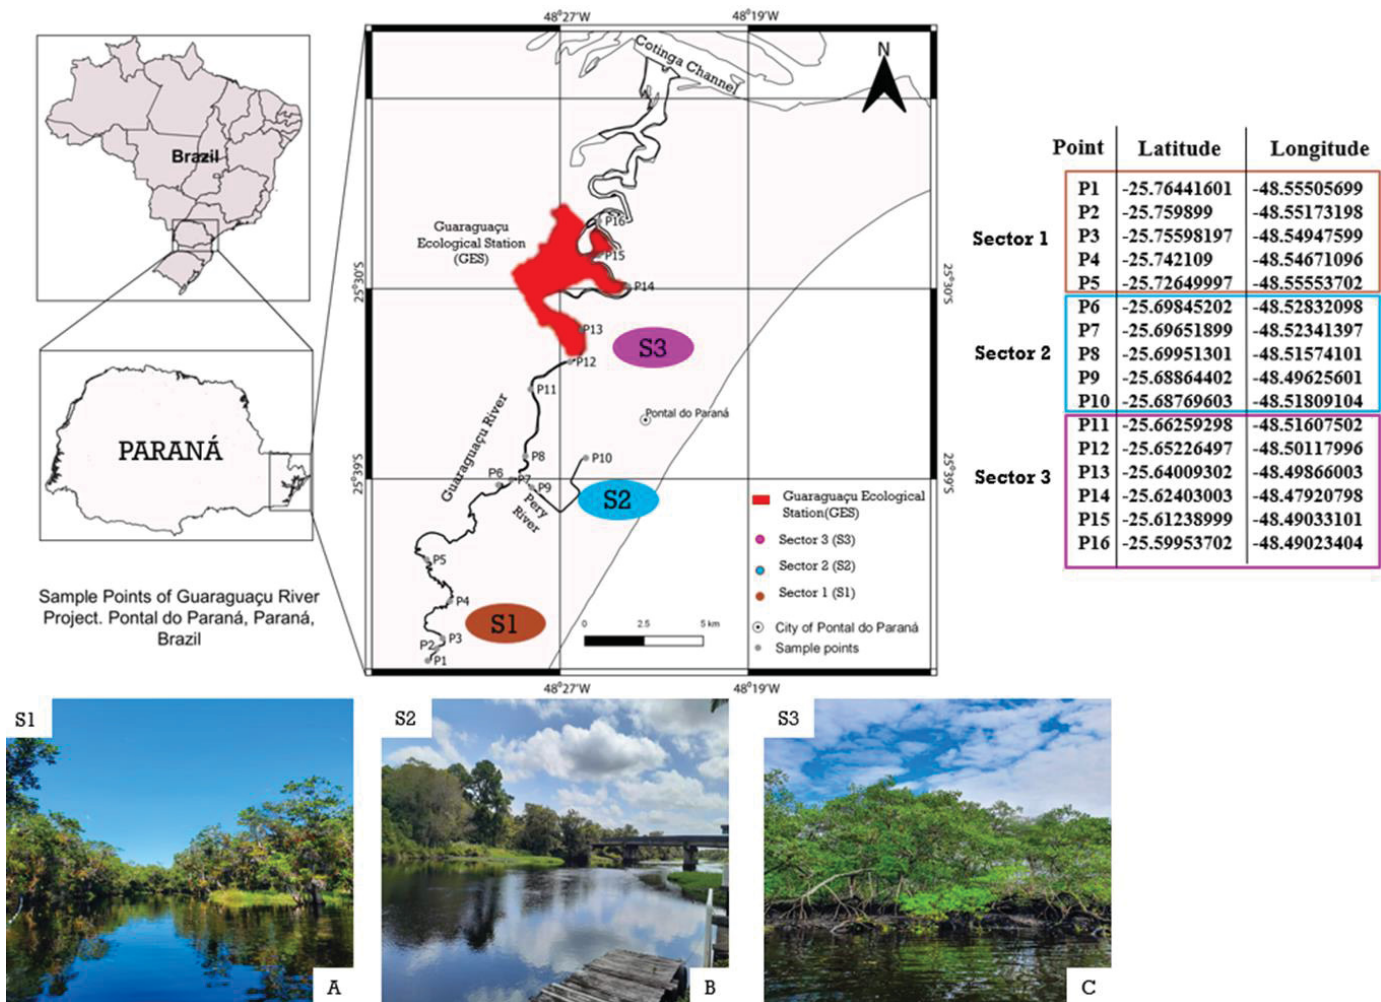 48°27'W
48°19'W
Brazil
PARANÁ
Sample Points of Guaraguaçu River
Project. Pontal do Paraná, Paraná,
Brazil
Cotinga Channel
N
Guaraguaçu
Ecological Station
(GES)
P16
P15
P14
25°30'S
25°30'S
P13
S3
P12
P11
Pontal do Paraná
Guaraguaçu River
P8
P10
25°39'S
25°39'S
P6
P7
P9
S2
Pery
River
P5
P4
S1
P3
P2
P1
Guaraguaçu Ecological
Station(GES)
Sector 3 (S3)
Sector 2 (S2)
Sector 1 (S1)
City of Pontal do Paraná
Sample points
0 2.5 5 km
48°27'W
48°19'W
Point Latitude Longitude
Sector 1
P1 -25.76441601 -48.55505699
P2 -25.759899 -48.55173198
P3 -25.75598197 -48.54947599
P4 -25.742109 -48.54671096
P5 -25.72649997 -48.55553702
Sector 2
P6 -25.69845202 -48.52832098
P7 -25.69651899 -48.52341397
P8 -25.69951301 -48.51574101
P9 -25.68864402 -48.49625601
P10 -25.68769603 -48.51809104
Sector 3
P11 -25.66259298 -48.51607502
P12 -25.65226497 -48.50117996
P13 -25.64009302 -48.49866003
P14 -25.62403003 -48.47920798
P15 -25.61238999 -48.49033101
P16 -25.59953702 -48.49023404
S1
A
S2
B
S3
C